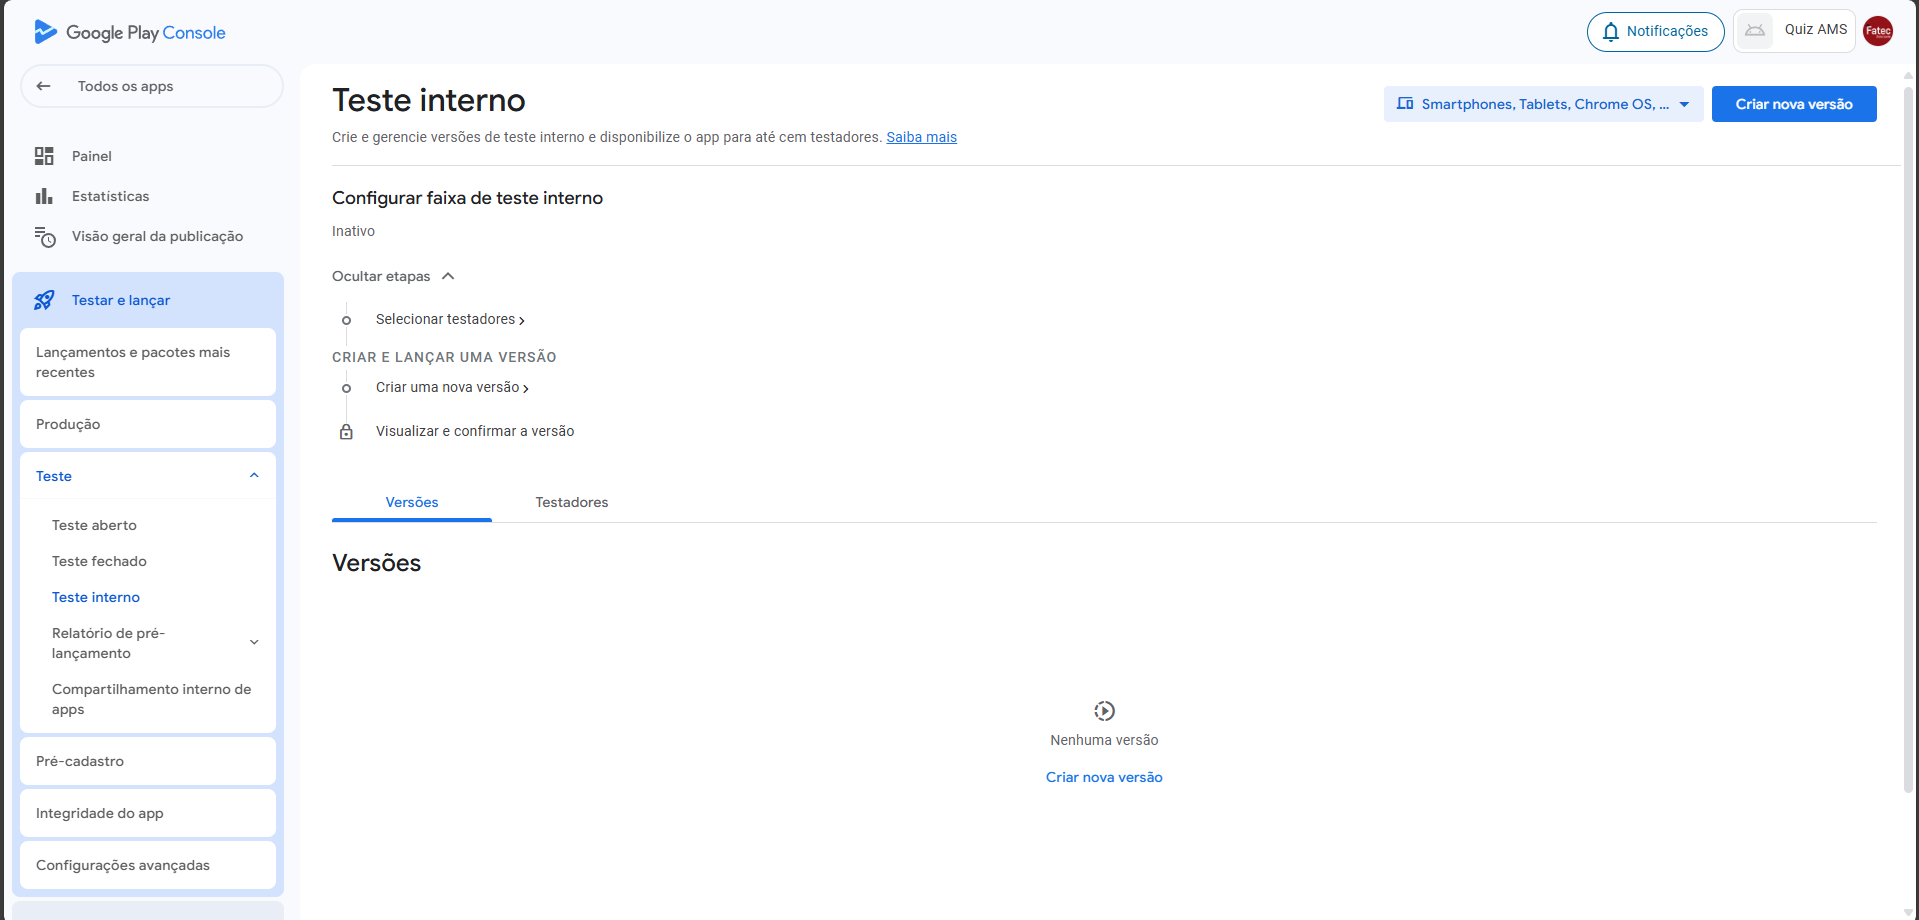 Google Play Console
Notificações
Quiz AMS
Fatec
Todos os apps
Painel
Estatísticas
Visão geral da publicação
Testar e lançar
Lançamentos e pacotes mais
recentes
Produção
Teste
Teste aberto
Teste fechado
Teste interno
Relatório de pré-
lançamento
Compartilhamento interno de
apps
Pré-cadastro
Integridade do app
Configurações avançadas
Teste interno
Smartphones, Tablets, Chrome OS, ...
Criar nova versão
Crie e gerencie versões de teste interno e disponibilize o app para até cem testadores. Saiba mais
Configurar faixa de teste interno
Inativo
Ocultar etapas
Selecionar testadores
CRIAR E LANÇAR UMA VERSÃO
Criar uma nova versão
Visualizar e confirmar a versão
Versões
Testadores
Versões
Nenhuma versão
Criar nova versão